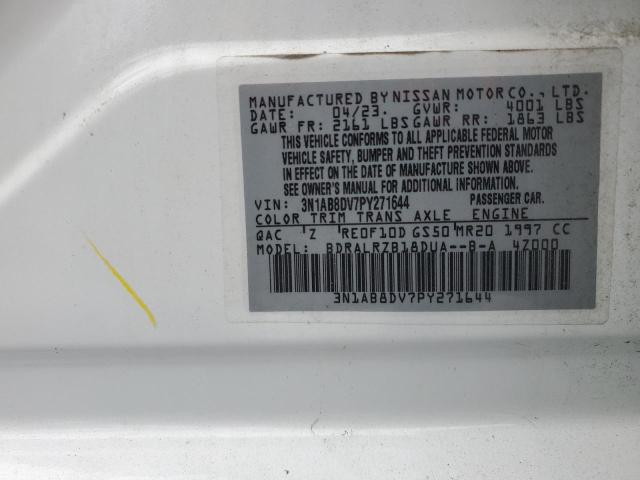 MANUFACTURED BY NISSAN MOTOR CO., LTD.
DATE: 04/23. GVWR: 4001 LBS
GAWR FR: 2161 LBS GAWR RR: 1863 LBS
THIS VEHICLE CONFORMS TO ALL APPLICABLE FEDERAL MOTOR
VEHICLE SAFETY, BUMPER AND THEFT PREVENTION STANDARDS
IN EFFECT ON THE DATE OF MANUFACTURE SHOWN ABOVE.
SEE OWNER'S MANUAL FOR ADDITIONAL INFORMATION.
VIN: 3N1AB8DV7PY271644 PASSENGER CAR.
COLOR TRIM TRANS AXLE ENGINE
QAC Z RE0F10D GS50 MR20 1997 CC
MODEL: BDRALRZB18DUA--B-A 4Z000
3N1AB8DV7PY271644